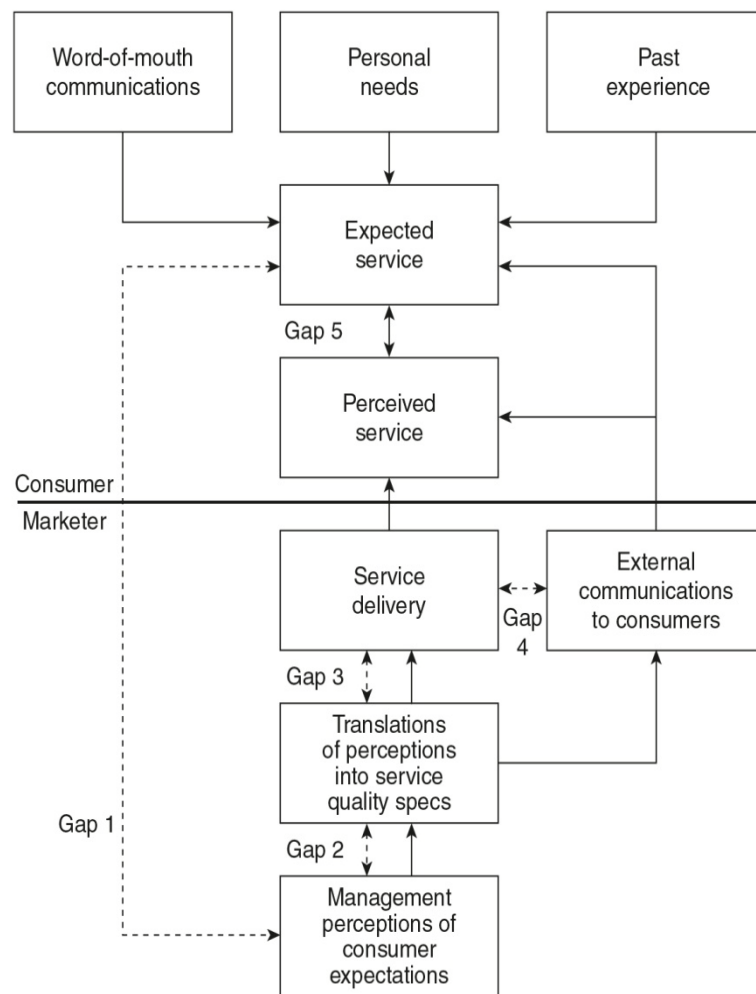 Word-of-mouth
communications
Personal
needs
Past
experience
Expected
service
Gap 5
Perceived
service
Consumer
Marketer
Service
delivery
Gap
4
External
communications
to consumers
Gap 3
Translations
of perceptions
into service
quality specs
Gap 1
Gap 2
Management
perceptions of
consumer
expectations